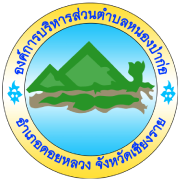 องค์การบริหารส่วนตำบลหนองป่าก่อ
อำเภอดอยหลวง จังหวัดเชียงราย